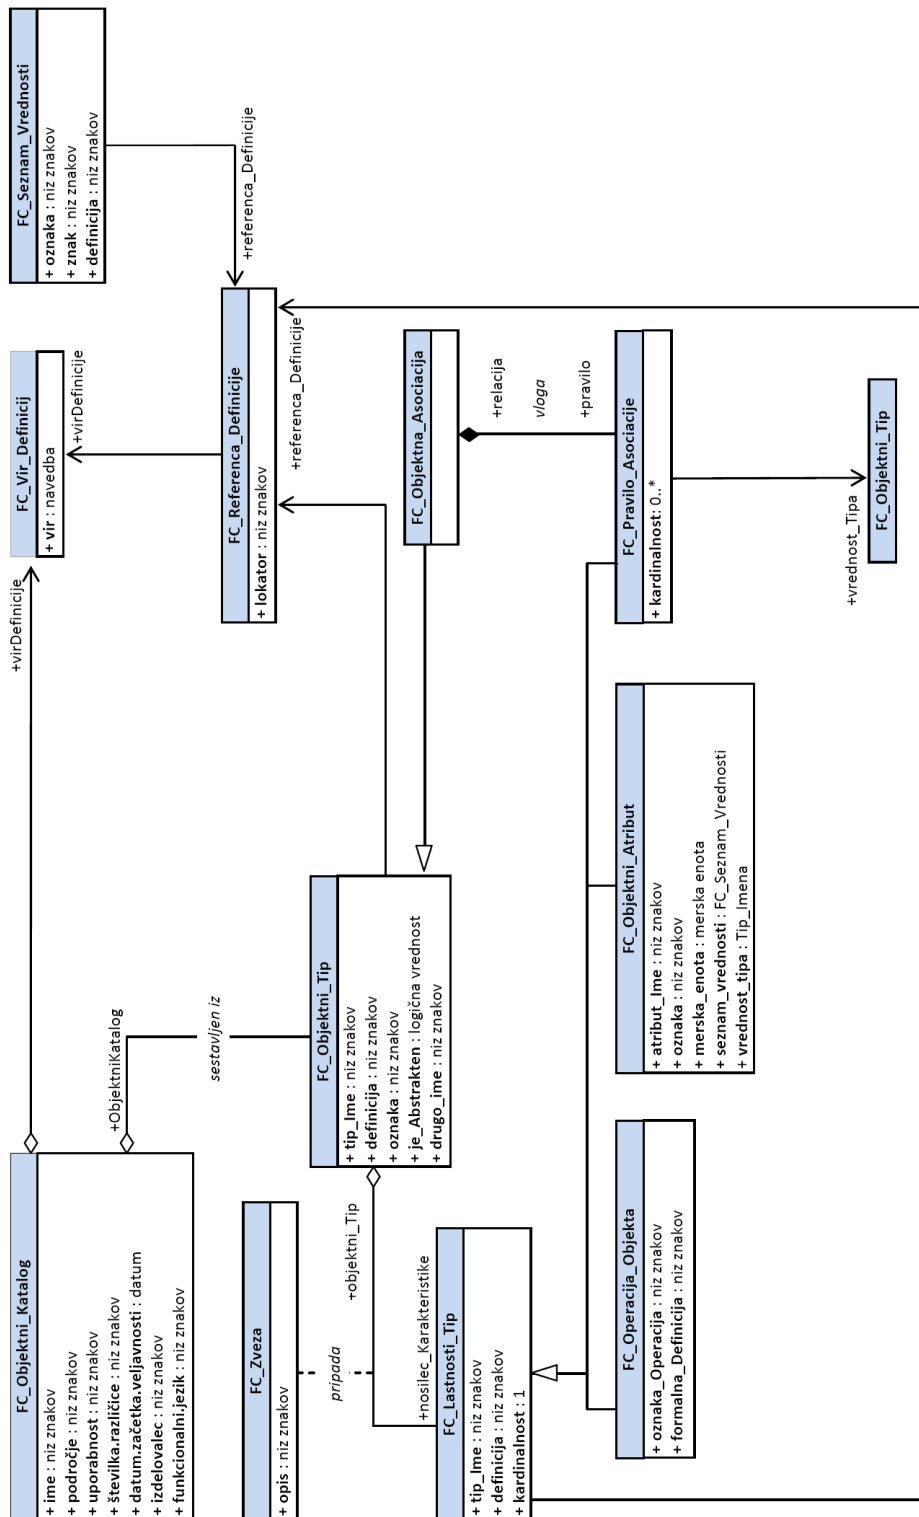 FC_Objektni_Katalog
+ ime : niz znakov
+ področje : niz znakov
+ uporabnost : niz znakov
+ številka.različice : niz znakov
+ datum.začetka.veljavnosti : datum
+ izdelovalec : niz znakov
+ funkcionalni.jezik : niz znakov
+virDefinicije
FC_Vir_Definicij
+ vir : navedba
+virDefinicije
FC_Seznam_Vrednosti
+ oznaka : niz znakov
+ znak : niz znakov
+ definicija : niz znakov
+referenca_Definicije
+ObjektniKatalog
sestavljen iz
FC_Referenca_Definicije
+ lokator : niz znakov
+referenca_Definicije
FC_Zveza
+ opis : niz znakov
pripada
FC_Objektni_Tip
+ tip_Ime : niz znakov
+ definicija : niz znakov
+ oznaka : niz znakov
+ je_Abstrakten : logična vrednost
+ drugo_ime : niz znakov
+objektni_Tip
+nosilec_Karakteristike
FC_Objektna_Asociacija
+relacija
vloga
+pravilo
FC_Lastnosti_Tip
+ tip_Ime : niz znakov
+ definicija : niz znakov
+ kardinalnost : 1
FC_Operacija_Objekta
+ oznaka_Operacija : niz znakov
+ formalna_Definicija : niz znakov
FC_Objektni_Atribut
+ atribut_Ime : niz znakov
+ oznaka : niz znakov
+ merska_enota : merska enota
+ seznam_vrednosti : FC_Seznam_Vrednosti
+ vrednost_tipa : Tip_Imena
FC_Pravilo_Asociacije
+ kardinalnost: 0..*
+vrednost_Tipa
FC_Objektni_Tip